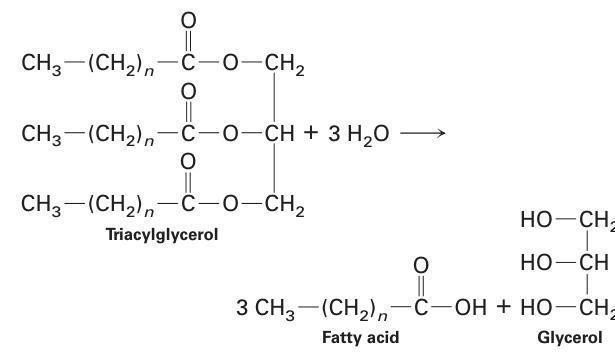 O
CH₃—(CH₂)ₙ—C—O—CH₂
O
CH₃—(CH₂)ₙ—C—O—CH + 3 H₂O ⟶
O
CH₃—(CH₂)ₙ—C—O—CH₂
Triacylglycerol
HO—CH₂
O HO—CH
3 CH₃—(CH₂)ₙ—C—OH + HO—CH₂
Fatty acid Glycerol